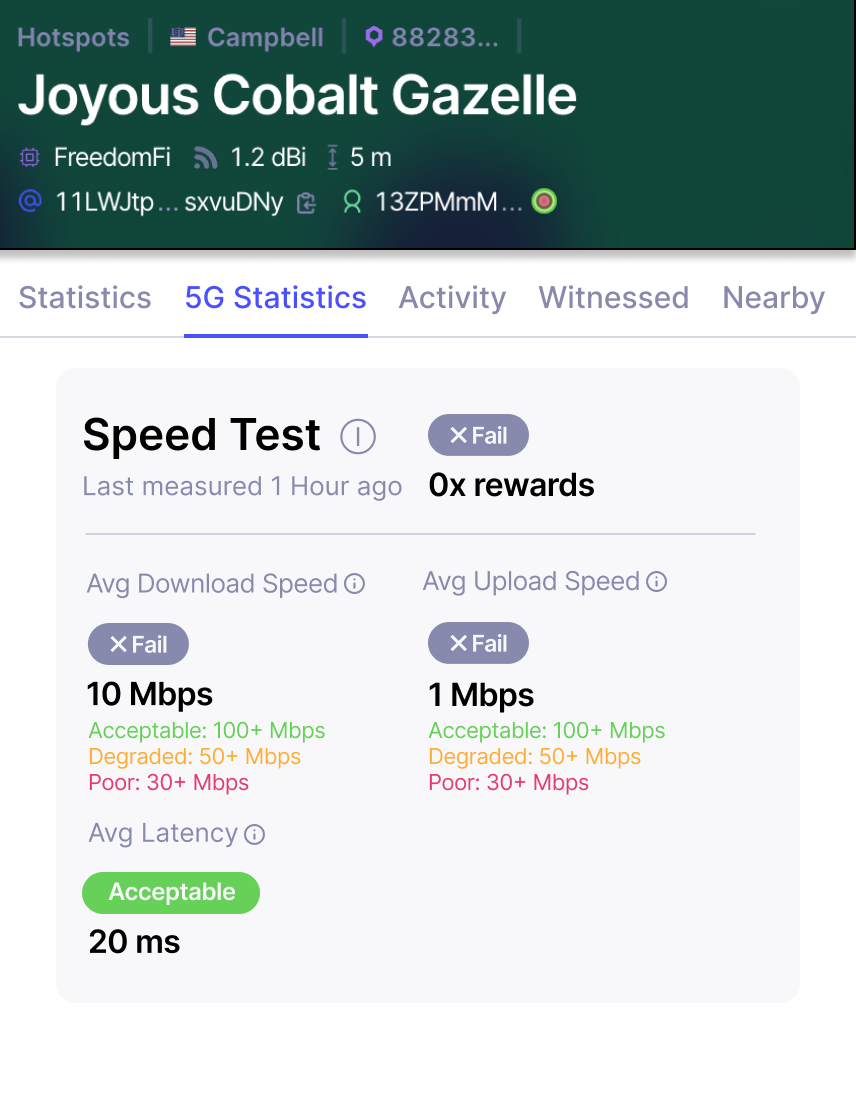 Hotspots Campbell 88283...
Joyous Cobalt Gazelle
FreedomFi 1.2 dBi 5 m
11LWJtp... sxvuDNy 13ZPMmM...
Statistics 5G Statistics Activity Witnessed Nearby
Speed Test Fail
Last measured 1 Hour ago 0x rewards
Avg Download Speed Avg Upload Speed
Fail Fail
10 Mbps 1 Mbps
Acceptable: 100+ Mbps Acceptable: 100+ Mbps
Degraded: 50+ Mbps Degraded: 50+ Mbps
Poor: 30+ Mbps Poor: 30+ Mbps
Avg Latency
Acceptable
20 ms